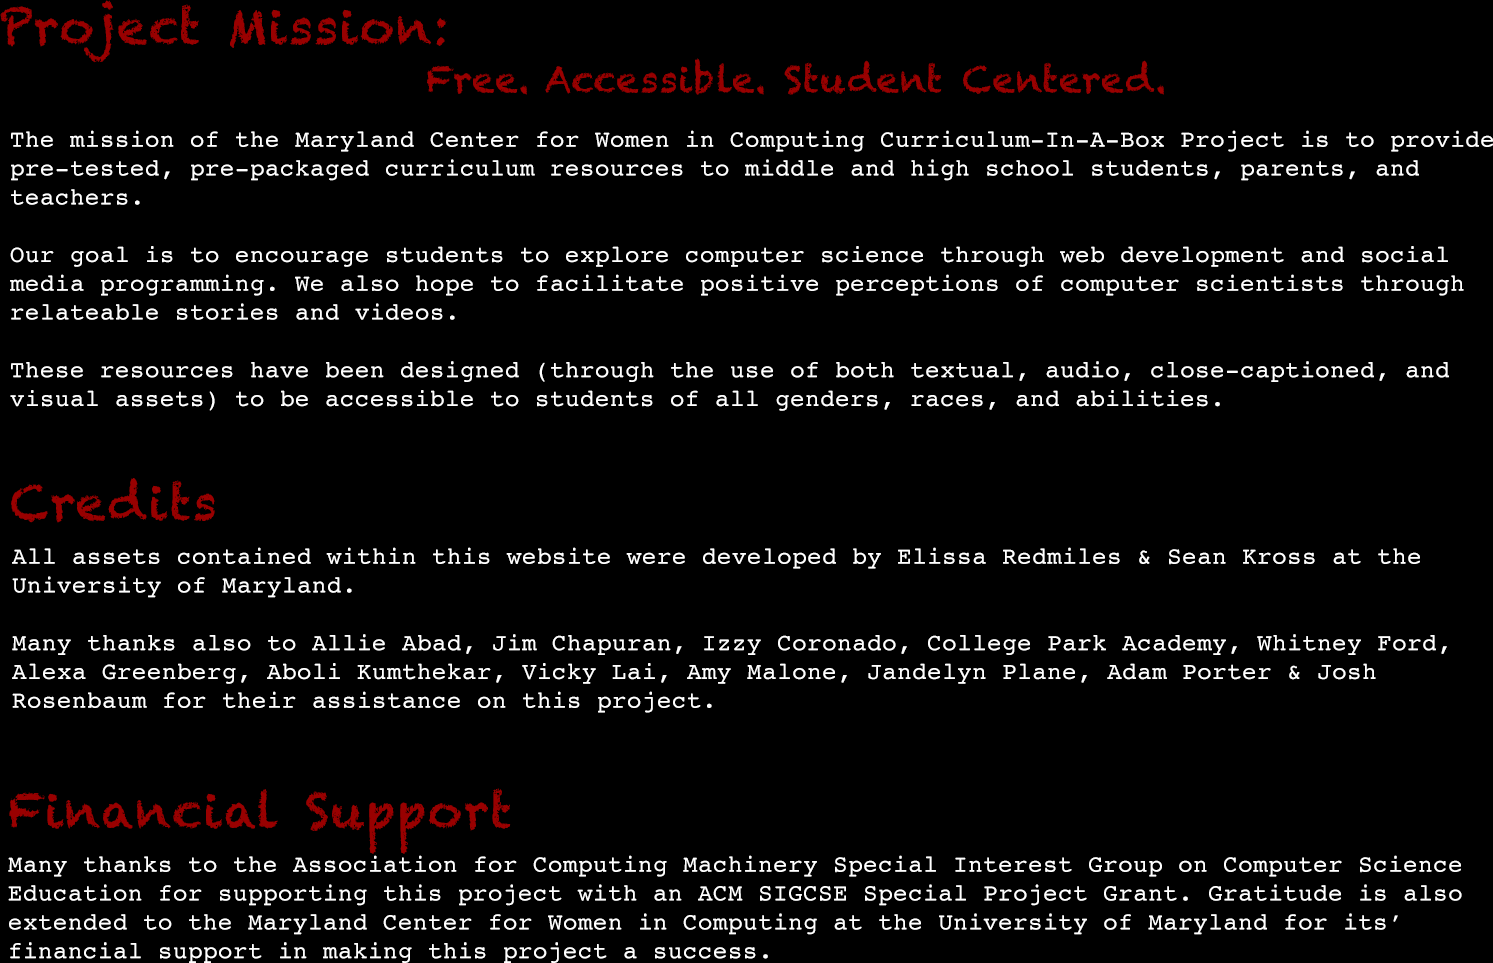 Project Mission:
Free. Accessible. Student Centered.
The mission of the Maryland Center for Women in Computing Curriculum-In-A-Box Project is to provide
pre-tested, pre-packaged curriculum resources to middle and high school students, parents, and
teachers.
Our goal is to encourage students to explore computer science through web development and social
media programming. We also hope to facilitate positive perceptions of computer scientists through
relateable stories and videos.
These resources have been designed (through the use of both textual, audio, close-captioned, and
visual assets) to be accessible to students of all genders, races, and abilities.
Credits
All assets contained within this website were developed by Elissa Redmiles & Sean Kross at the
University of Maryland.
Many thanks also to Allie Abad, Jim Chapuran, Izzy Coronado, College Park Academy, Whitney Ford,
Alexa Greenberg, Aboli Kumthekar, Vicky Lai, Amy Malone, Jandelyn Plane, Adam Porter & Josh
Rosenbaum for their assistance on this project.
Financial Support
Many thanks to the Association for Computing Machinery Special Interest Group on Computer Science
Education for supporting this project with an ACM SIGCSE Special Project Grant. Gratitude is also
extended to the Maryland Center for Women in Computing at the University of Maryland for its’
financial support in making this project a success.